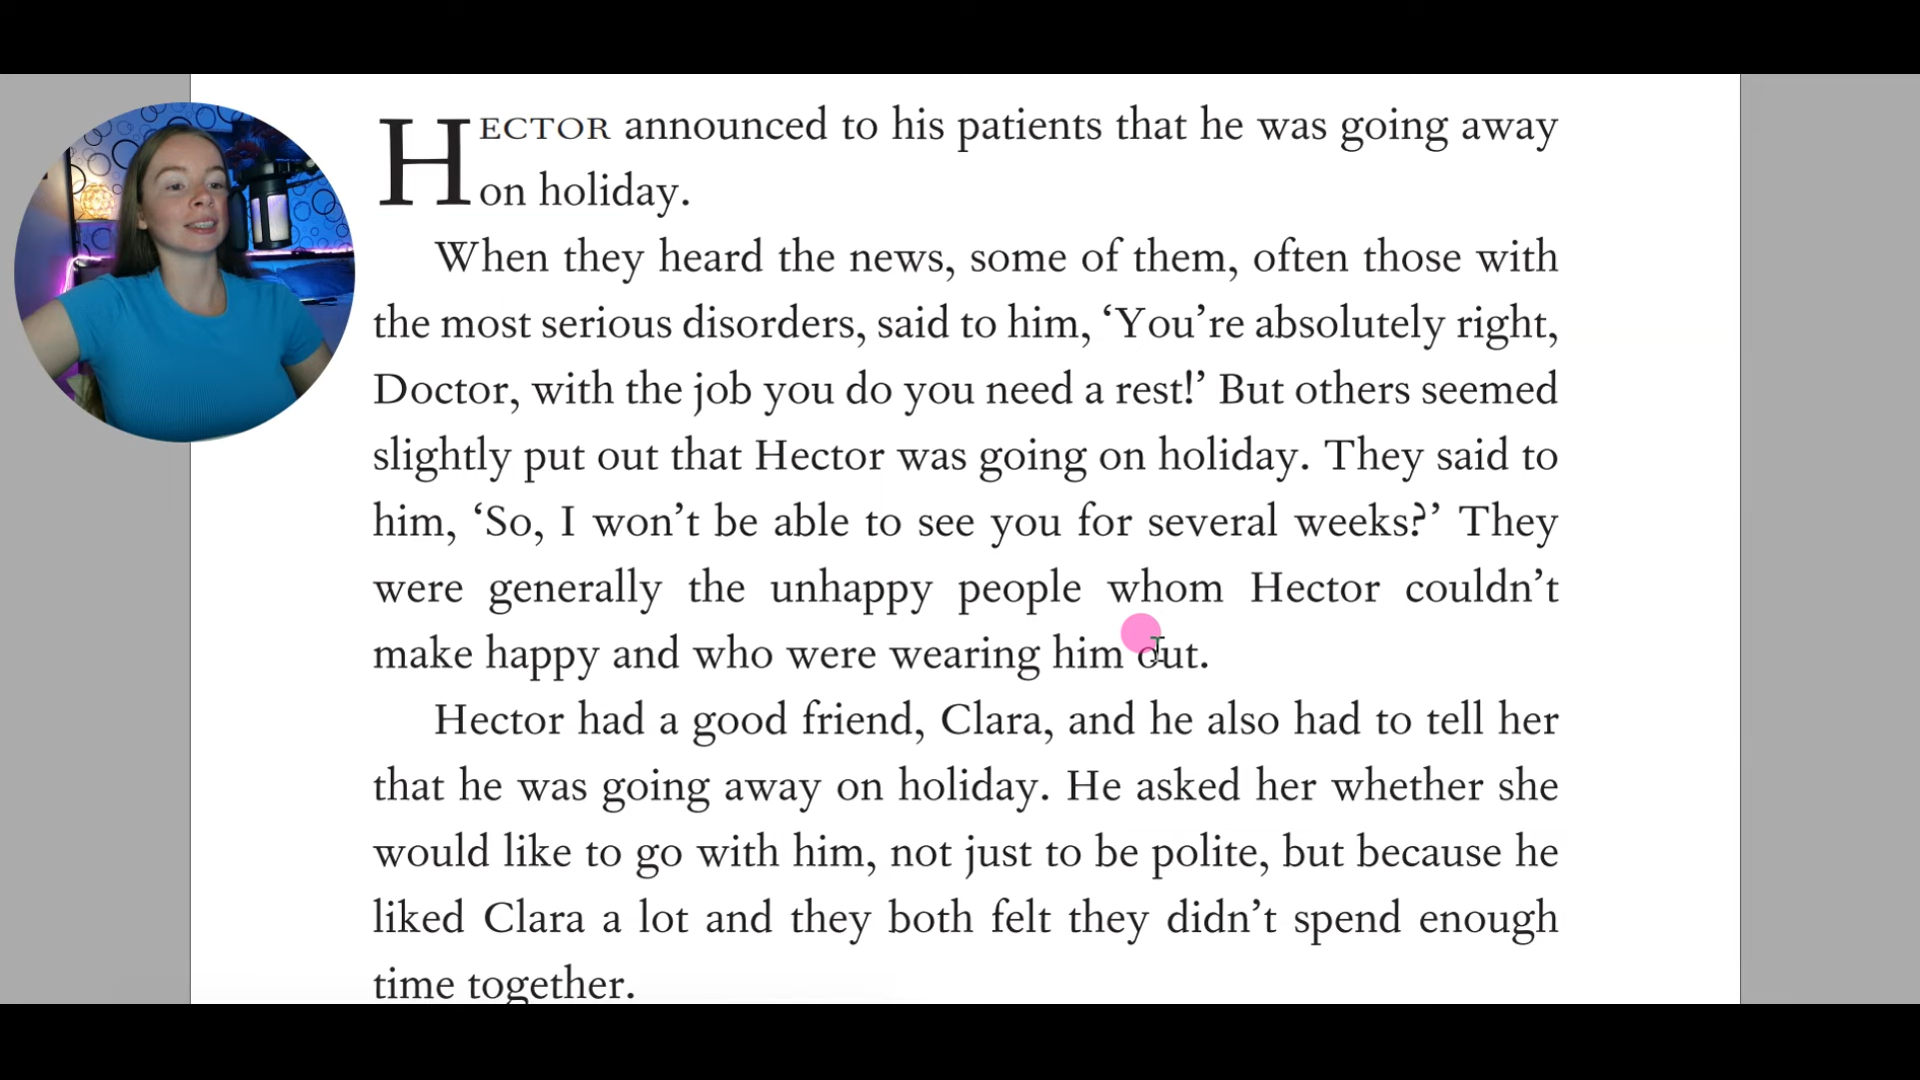 HECTOR announced to his patients that he was going away
on holiday.
When they heard the news, some of them, often those with
the most serious disorders, said to him, ‘You’re absolutely right,
Doctor, with the job you do you need a rest!’ But others seemed
slightly put out that Hector was going on holiday. They said to
him, ‘So, I won’t be able to see you for several weeks?’ They
were generally the unhappy people whom Hector couldn’t
make happy and who were wearing him out.
Hector had a good friend, Clara, and he also had to tell her
that he was going away on holiday. He asked her whether she
would like to go with him, not just to be polite, but because he
liked Clara a lot and they both felt they didn’t spend enough
time together.